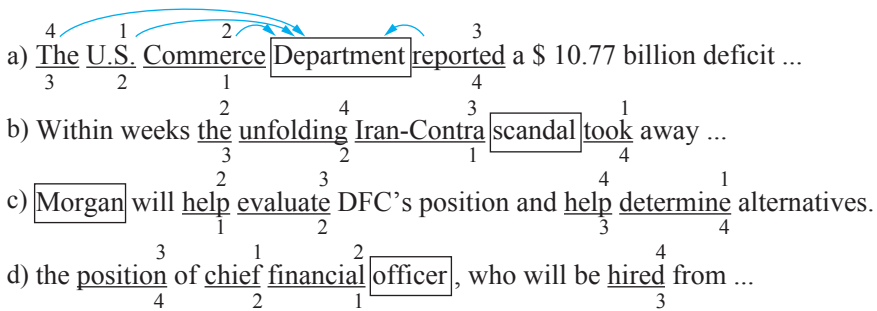 4 1 2 3
a) The U.S. Commerce Department reported a $ 10.77 billion deficit ...
3 2 1 4
2 4 3 1
b) Within weeks the unfolding Iran-Contra scandal took away ...
3 2 1 4
2 3 4 1
c) Morgan will help evaluate DFC's position and help determine alternatives.
1 2 3 4
3 1 2 4
d) the position of chief financial officer , who will be hired from ...
4 2 1 3